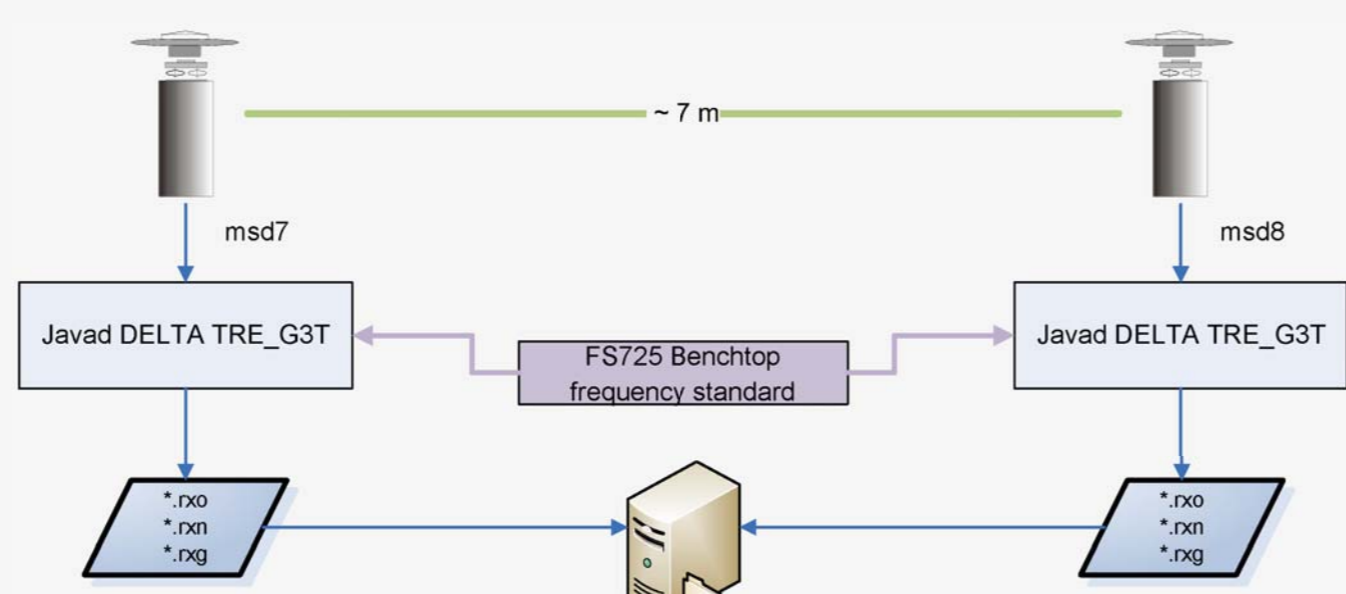 ~ 7 m
msd7
msd8
Javad DELTA TRE_G3T
FS725 Benchtop
frequency standard
Javad DELTA TRE_G3T
*.rxo
*.rxn
*.rxg
*.rxo
*.rxn
*.rxg